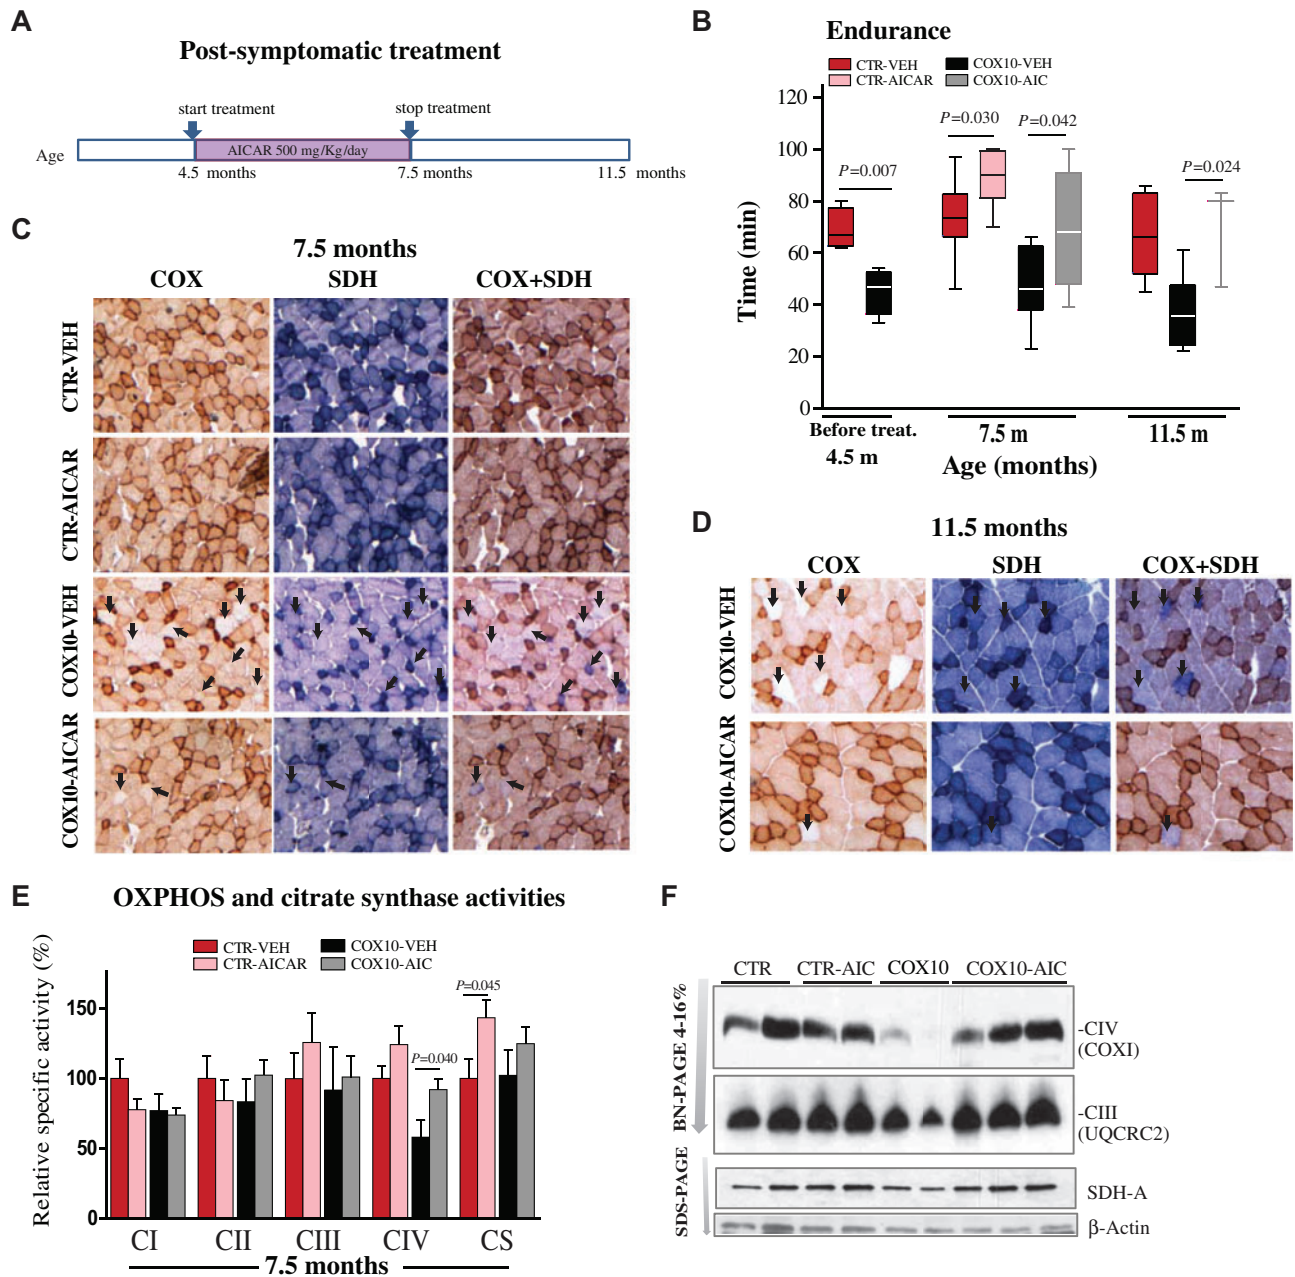 A
Post-symptomatic treatment
start treatment
stop treatment
Age
AICAR 500 mg/Kg/day
4.5 months
7.5 months
11.5 months
B
Endurance
CTR-VEH
COX10-VEH
CTR-AICAR
COX10-AIC
120
100
80
60
40
20
0
Time (min)
P=0.007
P=0.030
P=0.042
P=0.024
Before treat.
4.5 m
7.5 m
11.5 m
Age (months)
C
7.5 months
COX
SDH
COX+SDH
CTR-VEH
CTR-AICAR
COX10-VEH
COX10-AICAR
D
11.5 months
COX
SDH
COX+SDH
COX10-VEH
COX10-AICAR
E
OXPHOS and citrate synthase activities
CTR-VEH
COX10-VEH
CTR-AICAR
COX10-AIC
Relative specific activity (%)
150
100
50
0
P=0.040
P=0.045
CI
CII
CIII
CIV
CS
7.5 months
F
CTR
CTR-AIC
COX10
COX10-AIC
BN-PAGE 4-16%
-CIV
(COXI)
-CIII
(UQCRC2)
SDS-PAGE
SDH-A
β-Actin